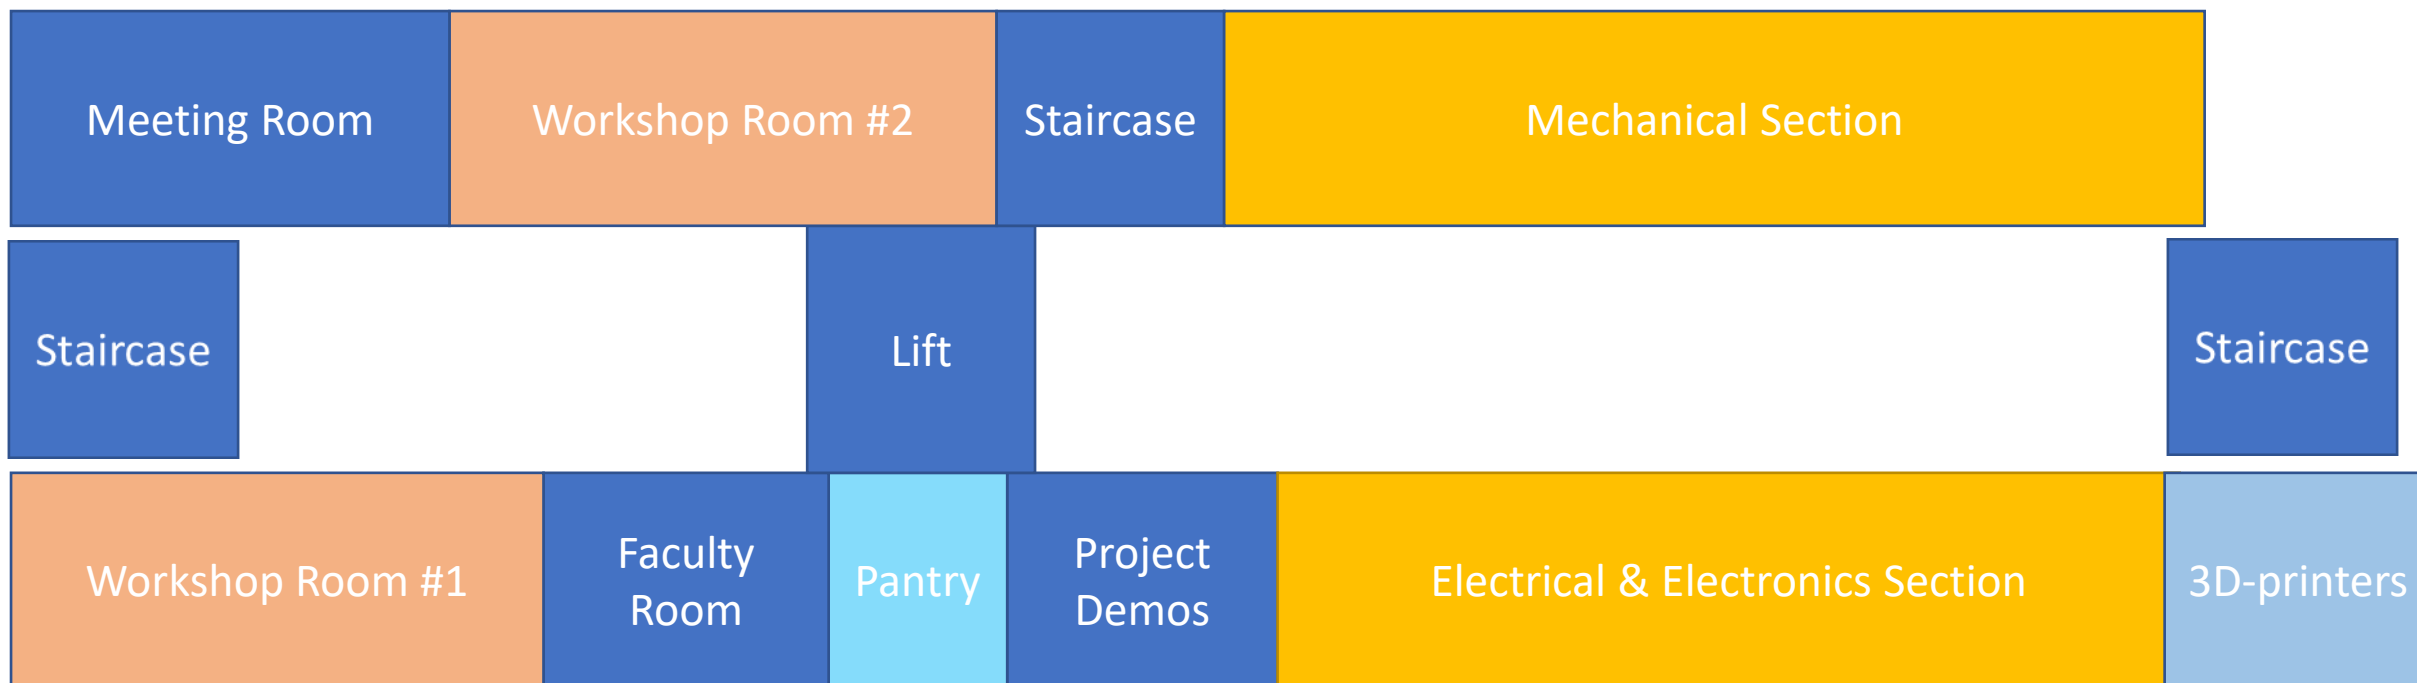 Meeting Room
Workshop Room #2
Staircase
Mechanical Section
Staircase
Lift
Staircase
Workshop Room #1
Faculty
Room
Pantry
Project
Demos
Electrical & Electronics Section
3D-printers